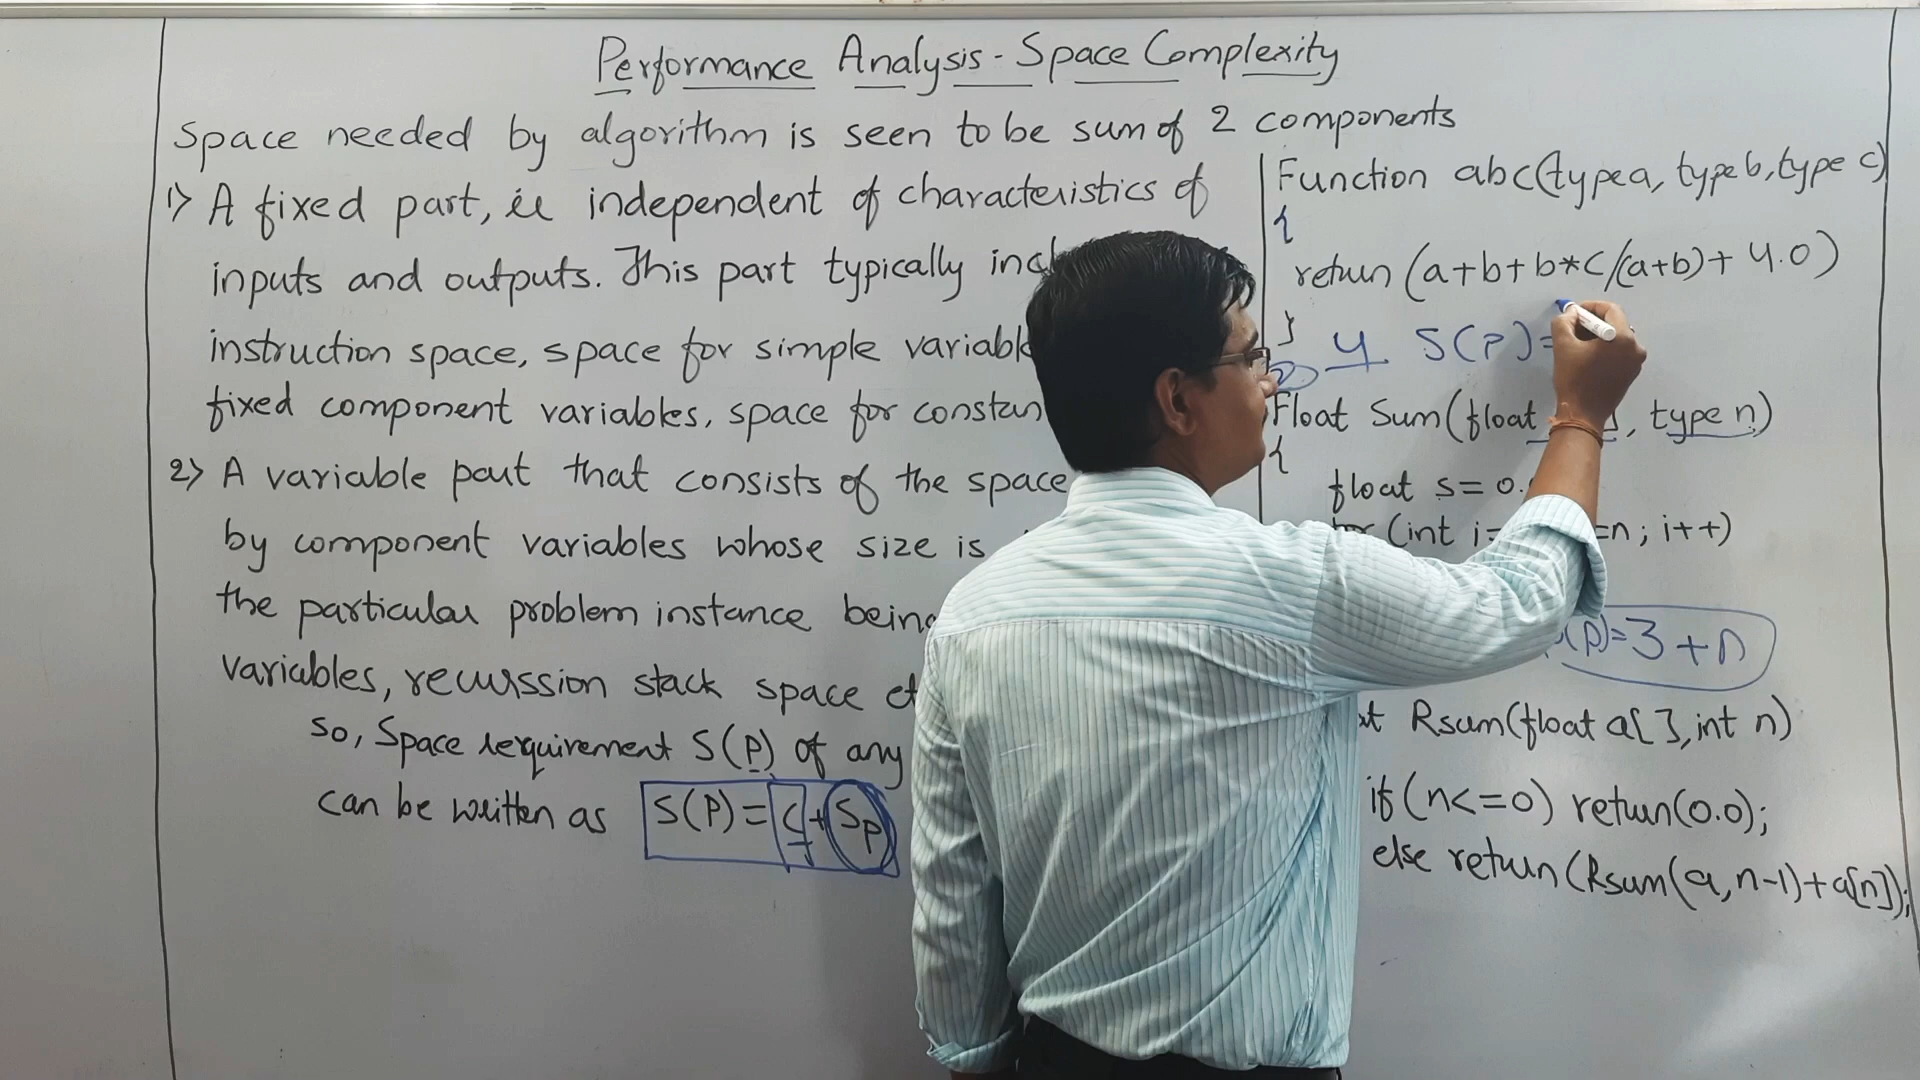 Performance Analysis - Space Complexity
Space needed by algorithm is seen to be sum of 2 components
1) A fixed part, ie independent of characteristics of
inputs and outputs. This part typically incl
instruction space, space for simple variabl
fixed component variables, space for constan
2) A variable part that consists of the space
by component variables whose size is
the particular problem instance being
variables, recurssion stack space et
so, Space requirement S(P) of any
can be written as S(P) = C + Sp
Function abc(type a, type b, type c)
{
return (a+b+b*c/(a+b)+4.0)
}
4 S(P)=
2)
Float Sum(float , type n)
{
float s= 0.
(int i= =n; i++)
(P)=3+n
Rsum(float a[], int n)
if(n<=0) return(0.0);
else return(Rsum(a, n-1)+a[n]);